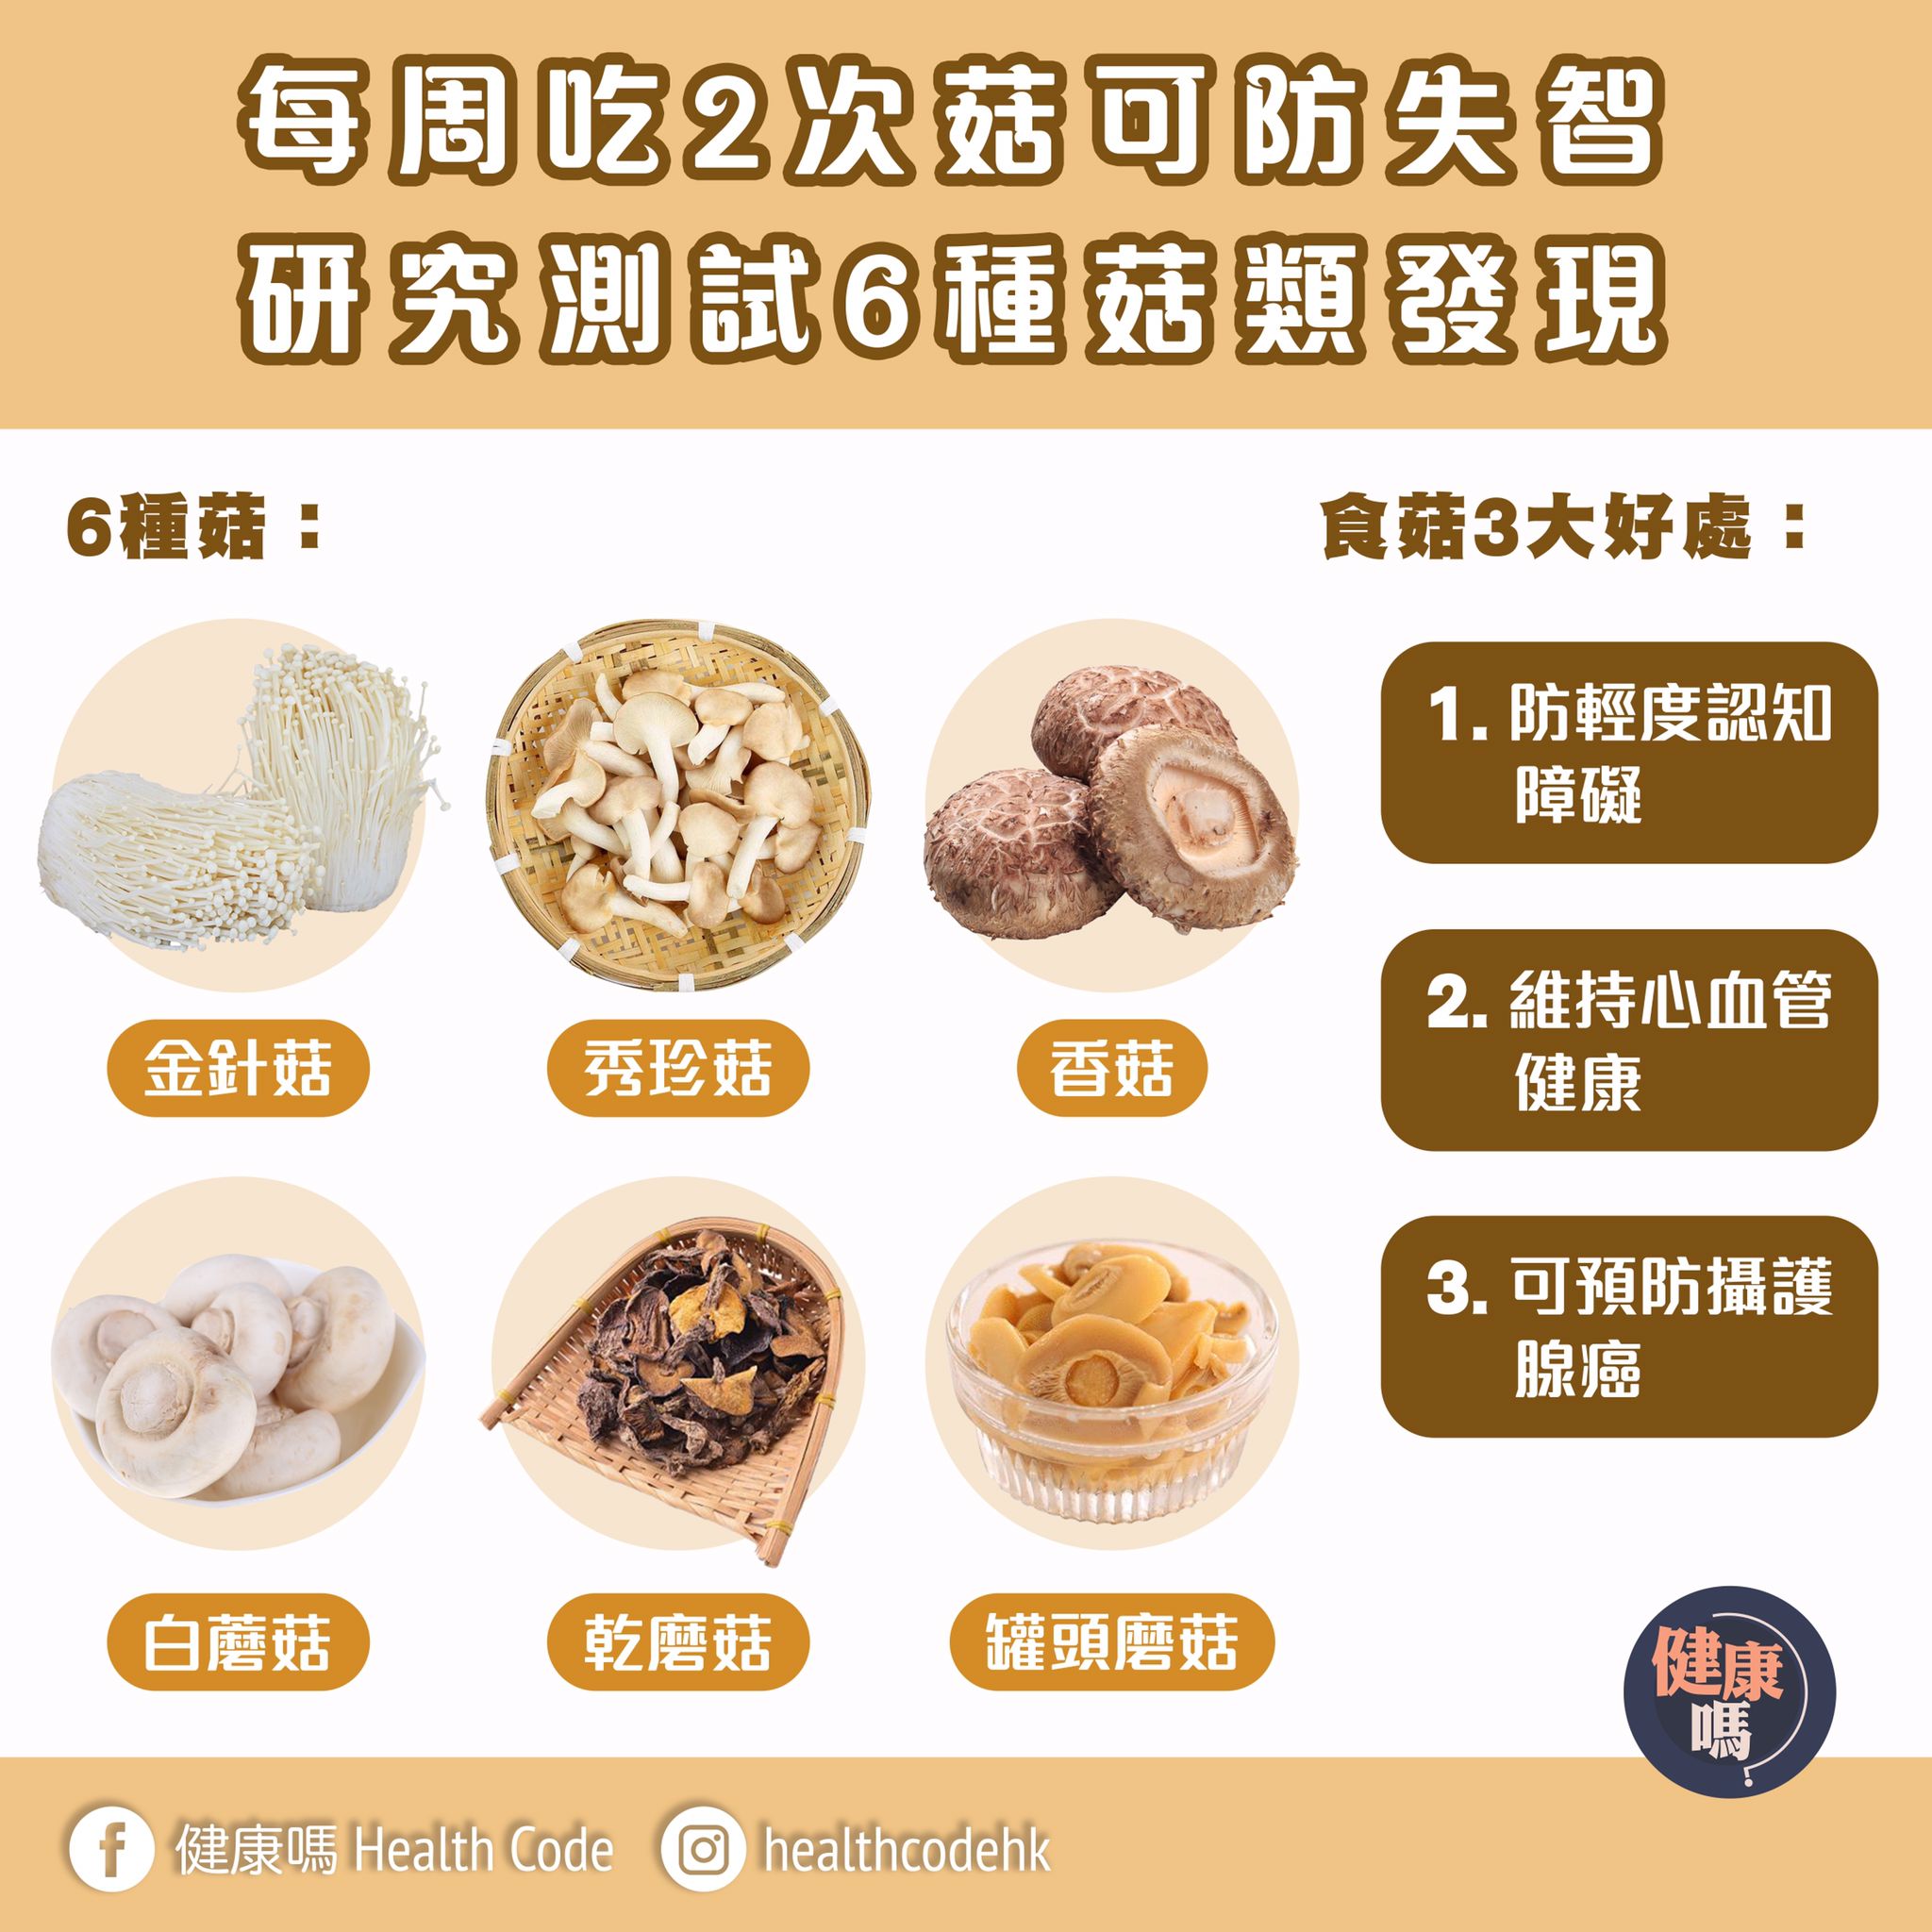 每周吃2次菇可防失智
研究測試6種菇類發現
6種菇：
金針菇
秀珍菇
香菇
白蘑菇
乾磨菇
罐頭磨菇
食菇3大好處：
1. 防輕度認知
障礙
2. 維持心血管
健康
3. 可預防攝護
腺癌
健康
嗎?
健康嗎 Health Code
healthcodehk